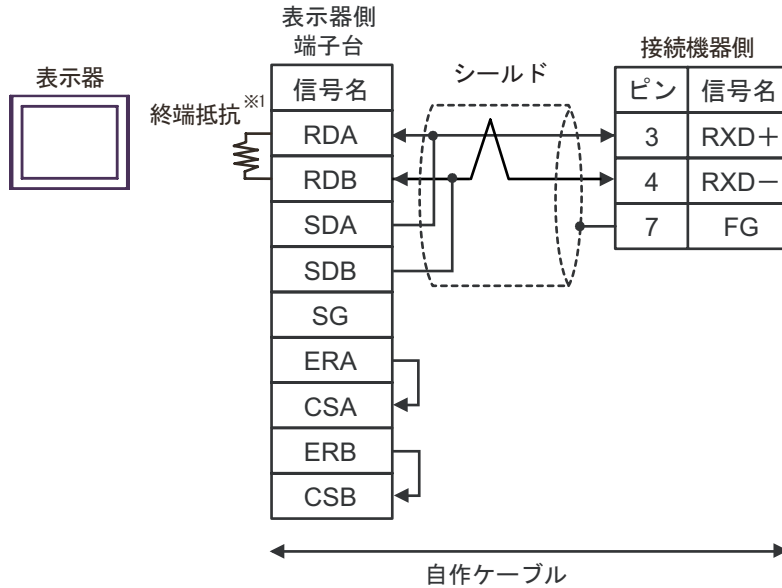 表示器側
端子台
接続機器側
シールド
表示器
終端抵抗※1
信号名
ピン 信号名
RDA
3 RXD＋
RDB
4 RXD－
SDA
7 FG
SDB
SG
ERA
CSA
ERB
CSB
自作ケーブル